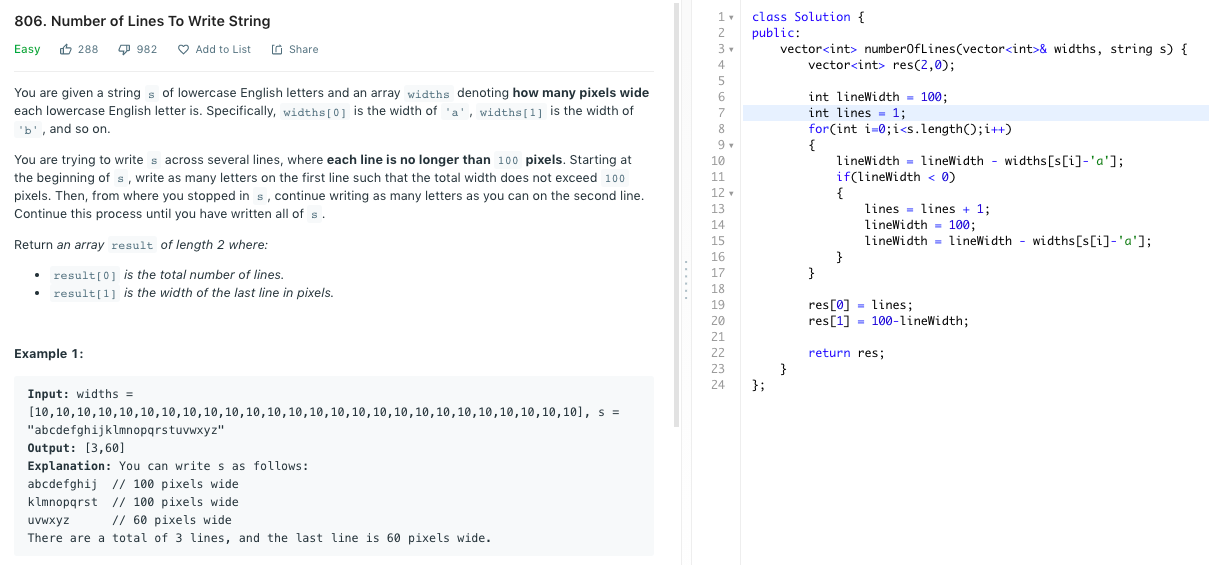 806. Number of Lines To Write String
Easy 288 982 Add to List Share
You are given a string s of lowercase English letters and an array widths denoting how many pixels wide
each lowercase English letter is. Specifically, widths[0] is the width of 'a', widths[1] is the width of
'b', and so on.
You are trying to write s across several lines, where each line is no longer than 100 pixels. Starting at
the beginning of s, write as many letters on the first line such that the total width does not exceed 100
pixels. Then, from where you stopped in s, continue writing as many letters as you can on the second line.
Continue this process until you have written all of s.
Return an array result of length 2 where:
• result[0] is the total number of lines.
• result[1] is the width of the last line in pixels.
Example 1:
Input: widths =
[10,10,10,10,10,10,10,10,10,10,10,10,10,10,10,10,10,10,10,10,10,10,10,10,10,10], s =
"abcdefghijklmnopqrstuvwxyz"
Output: [3,60]
Explanation: You can write s as follows:
abcdefghij // 100 pixels wide
klmnopqrst // 100 pixels wide
uvwxyz // 60 pixels wide
There are a total of 3 lines, and the last line is 60 pixels wide.
1 class Solution {
2 public:
3 vector<int> numberOfLines(vector<int>& widths, string s) {
4 vector<int> res(2,0);
5
6 int lineWidth = 100;
7 int lines = 1;
8 for(int i=0;i<s.length();i++)
9 {
10 lineWidth = lineWidth - widths[s[i]-'a'];
11 if(lineWidth < 0)
12 {
13 lines = lines + 1;
14 lineWidth = 100;
15 lineWidth = lineWidth - widths[s[i]-'a'];
16 }
17 }
18
19 res[0] = lines;
20 res[1] = 100-lineWidth;
21
22 return res;
23 }
24 };